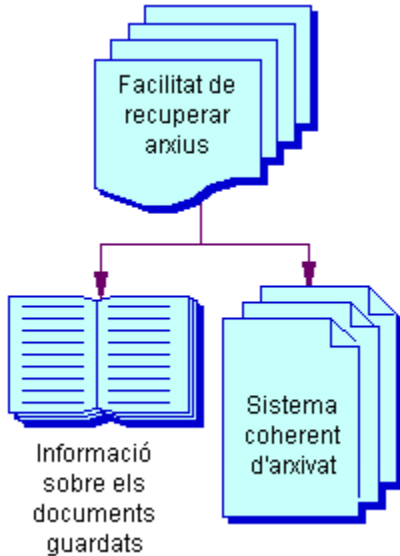 Facilitat de
recuperar
arxius
Informació
sobre els
documents
guardats
Sistema
coherent
d'arxivat